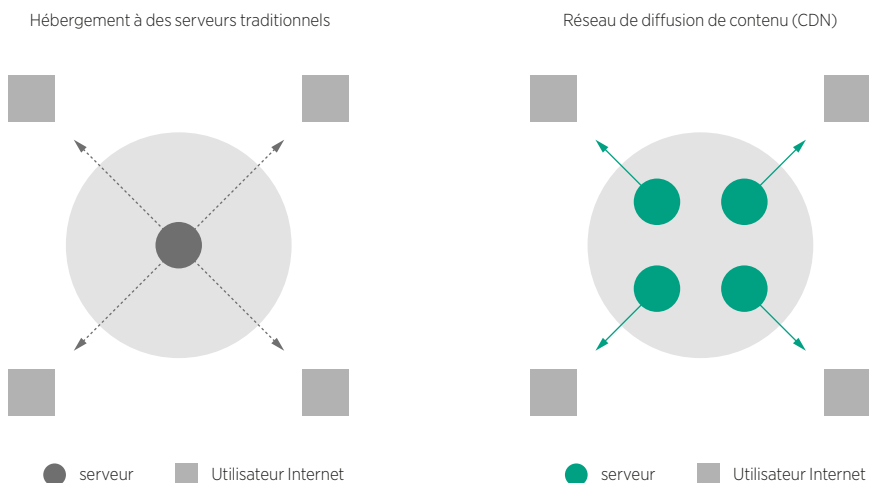 Hébergement à des serveurs traditionnels
Réseau de diffusion de contenu (CDN)
serveur
Utilisateur Internet
serveur
Utilisateur Internet